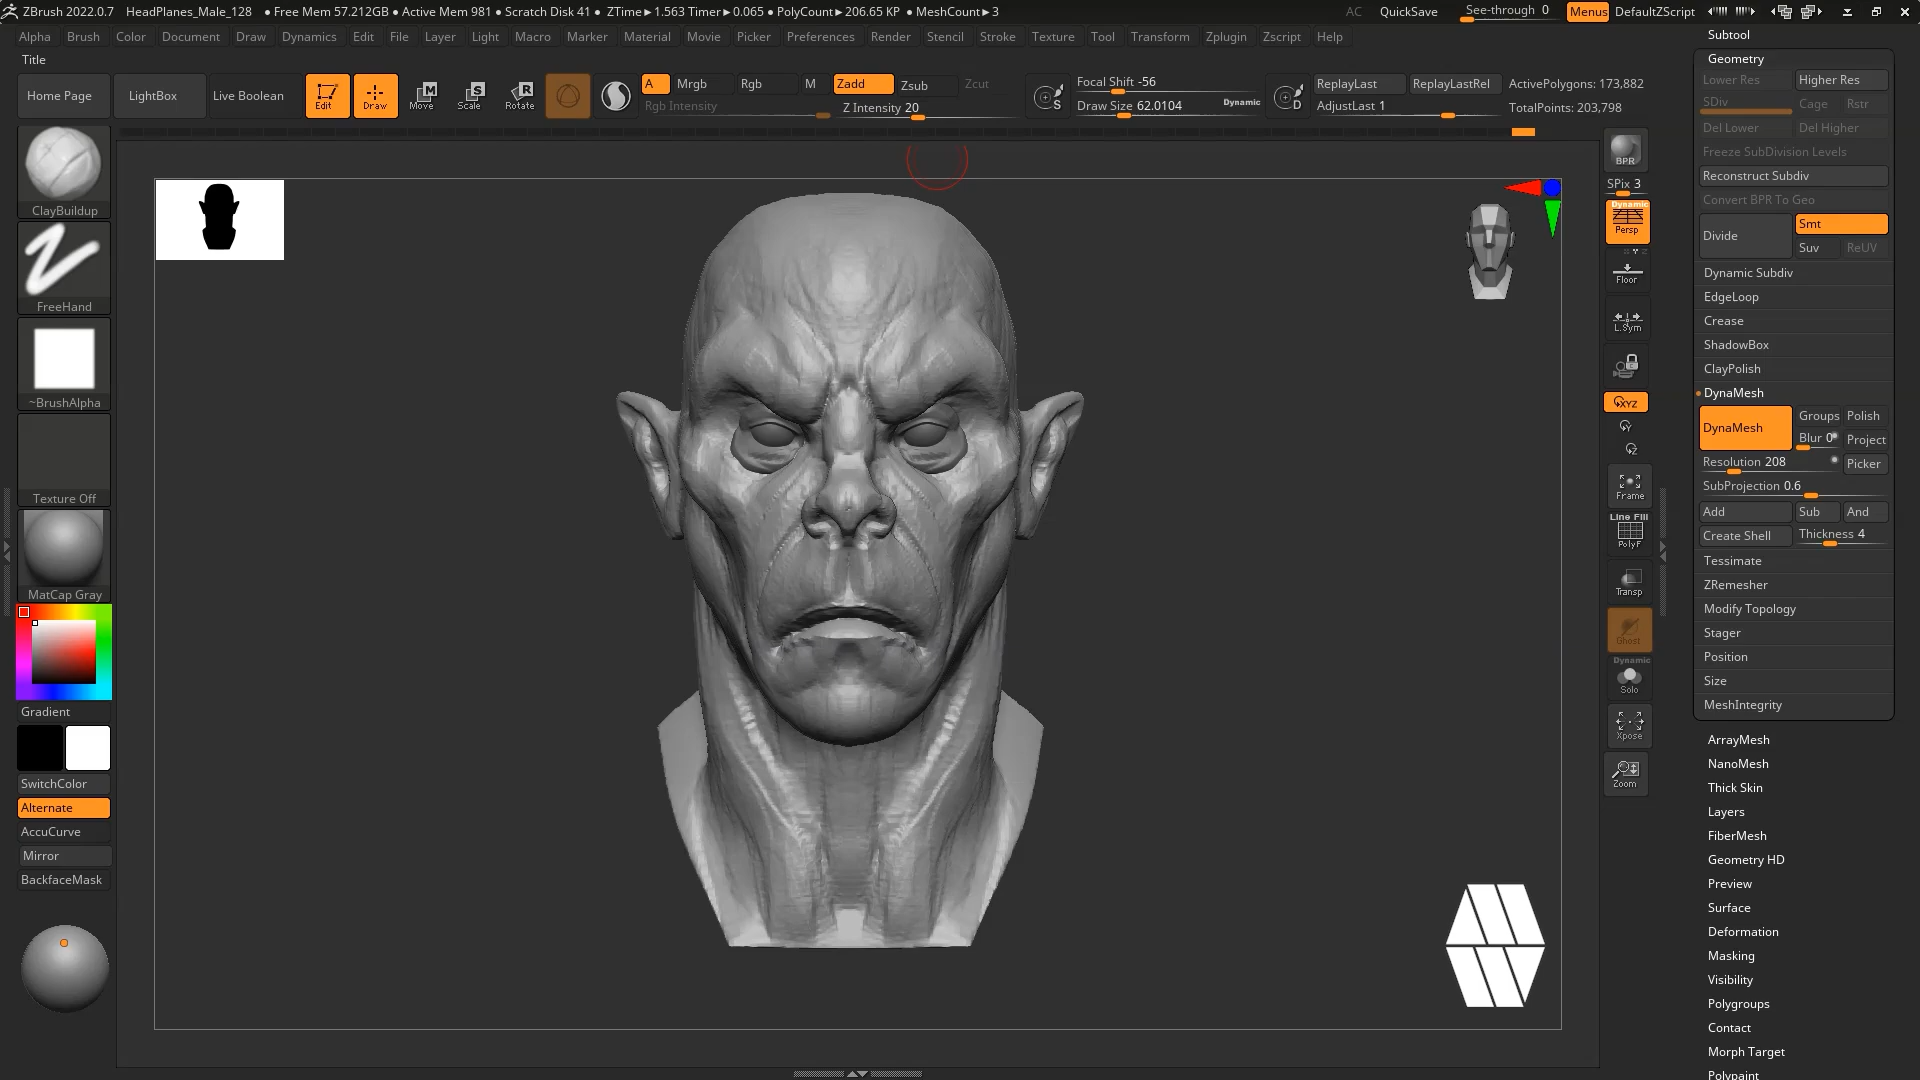 ZBrush 2022.0.7 HeadPlanes_Male_128 ● Free Mem 57.212GB ● Active Mem 981 ● Scratch Disk 41 ● ZTime►1.563 Timer►0.065 ● PolyCount►206.65 KP ● MeshCount►3 AC QuickSave See-through 0 Menus DefaultZScript
Alpha Brush Color Document Draw Dynamics Edit File Layer Light Macro Marker Material Movie Picker Preferences Render Stencil Stroke Texture Tool Transform Zplugin Zscript Help
Title
Home Page LightBox Live Boolean Edit Draw Move Scale Rotate
M S R
A Mrgb Rgb M Zadd Zsub Zcut
Rgb Intensity Z Intensity 20
S Focal Shift -56
Draw Size 62.0104 Dynamic
D ReplayLast ReplayLastRel ActivePolygons: 173,882
AdjustLast 1 TotalPoints: 203,798
ClayBuildup
FreeHand
~BrushAlpha
Texture Off
MatCap Gray
Gradient
SwitchColor
Alternate
AccuCurve
Mirror
BackfaceMask
BPR
SPix 3
Dynamic
Persp
Floor
L.Sym
XYZ
Y
Z
Frame
Line Fill
PolyF
Transp
Ghost
Dynamic
Solo
Xpose
Zoom
Subtool
Geometry
Lower Res Higher Res
SDiv Cage Rstr
Del Lower Del Higher
Freeze SubDivision Levels
Reconstruct Subdiv
Convert BPR To Geo
Divide Smt
Suv ReUV
Dynamic Subdiv
EdgeLoop
Crease
ShadowBox
ClayPolish
DynaMesh
DynaMesh Groups Polish
Blur 0 Project
Resolution 208 Picker
SubProjection 0.6
Add Sub And
Create Shell Thickness 4
Tessimate
ZRemesher
Modify Topology
Stager
Position
Size
MeshIntegrity
ArrayMesh
NanoMesh
Thick Skin
Layers
FiberMesh
Geometry HD
Preview
Surface
Deformation
Masking
Visibility
Polygroups
Contact
Morph Target
Polypaint